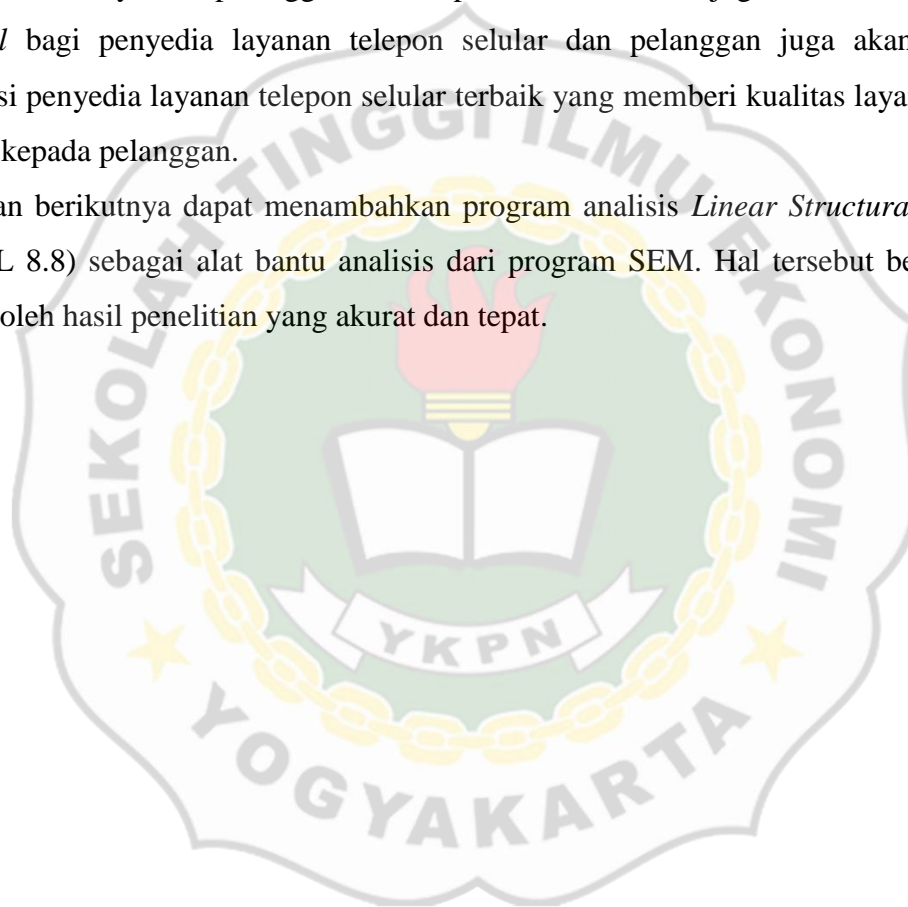 l bagi penyedia layanan telepon selular dan pelanggan juga akan
si penyedia layanan telepon selular terbaik yang memberi kualitas laya
kepada pelanggan.
an berikutnya dapat menambahkan program analisis Linear Structura
L 8.8) sebagai alat bantu analisis dari program SEM. Hal tersebut be
oleh hasil penelitian yang akurat dan tepat.
SEKOLAH TINGGI ILMU EKONOMI
YKPN
YOGYAKARTA